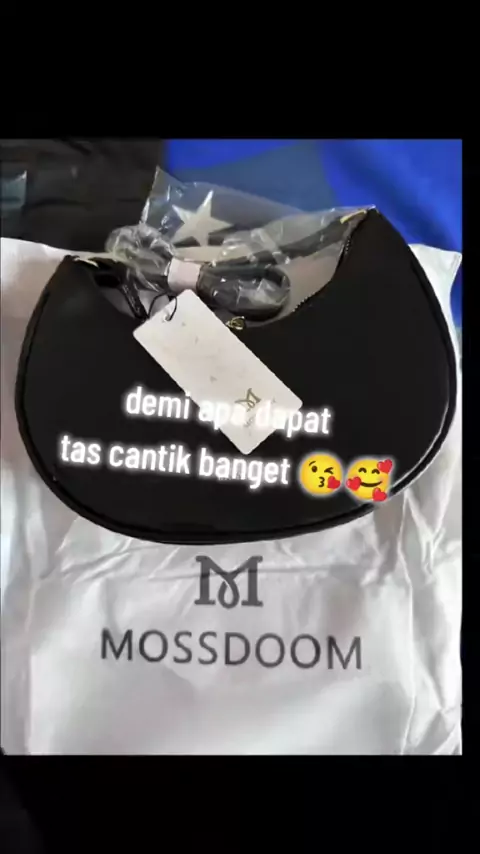 demi apa dapat
tas cantik banget 😘🥰
M
MOSSDOOM